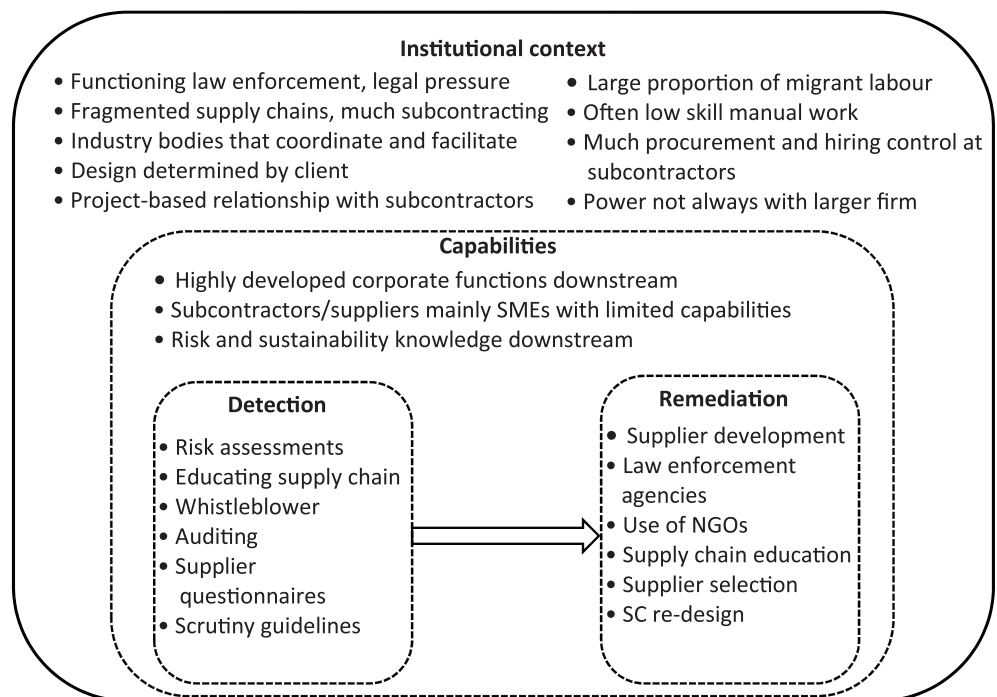 Institutional context
• Functioning law enforcement, legal pressure
• Fragmented supply chains, much subcontracting
• Industry bodies that coordinate and facilitate
• Design determined by client
• Project-based relationship with subcontractors
• Large proportion of migrant labour
• Often low skill manual work
• Much procurement and hiring control at
subcontractors
• Power not always with larger firm
Capabilities
• Highly developed corporate functions downstream
• Subcontractors/suppliers mainly SMEs with limited capabilities
• Risk and sustainability knowledge downstream
Detection
• Risk assessments
• Educating supply chain
• Whistleblower
• Auditing
• Supplier
questionnaires
• Scrutiny guidelines
Remediation
• Supplier development
• Law enforcement
agencies
• Use of NGOs
• Supply chain education
• Supplier selection
• SC re-design